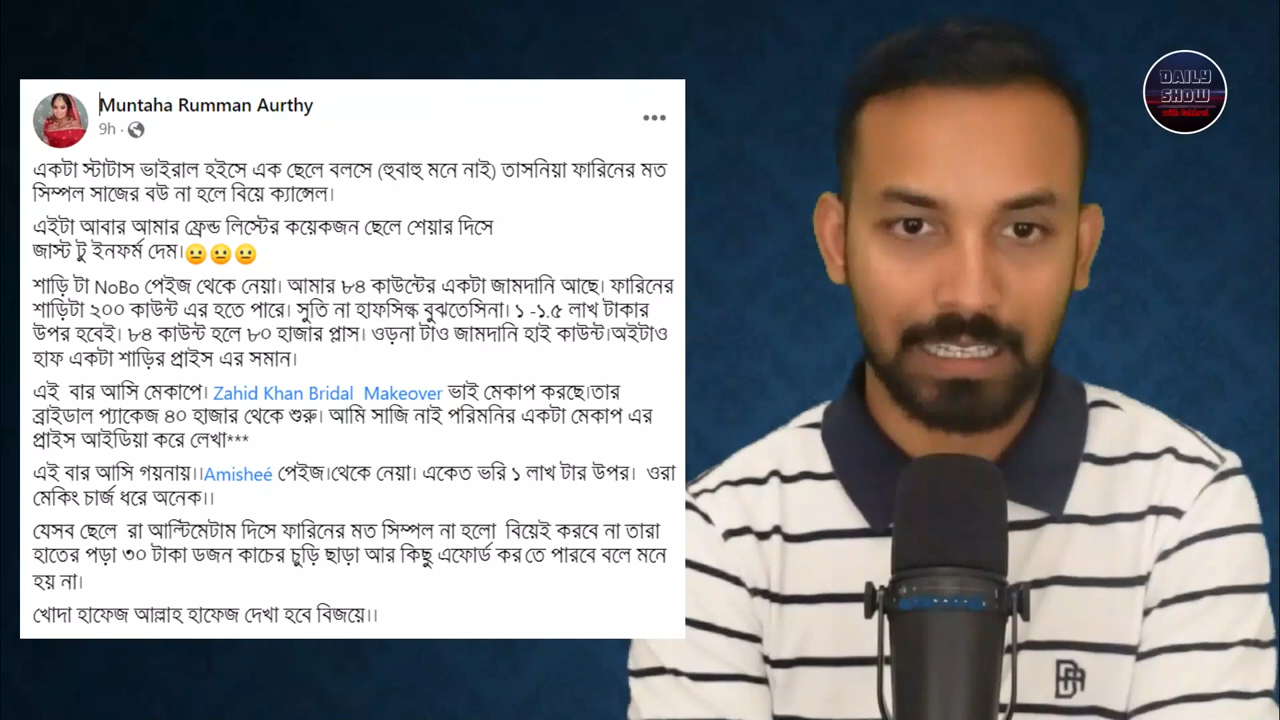 Muntaha Rumman Aurthy
9h
একটা স্টাটাস ভাইরাল হইসে এক ছেলে বলসে (হুবাহু মনে নাই) তাসনিয়া ফারিনের মত
সিম্পল সাজের বউ না হলে বিয়ে ক্যান্সেল।
এইটা আবার আমার ফ্রেন্ড লিস্টের কয়েকজন ছেলে শেয়ার দিসে
জাস্ট টু ইনফর্ম দেম।😐😐😐
শাড়ি টা NoBo পেইজ থেকে নেয়া। আমার ৮৪ কাউন্টের একটা জামদানি আছে। ফারিনের
শাড়িটা ২০০ কাউন্ট এর হতে পারে। সুতি না হাফসিল্ক বুঝতেসিনা। ১ -১.৫ লাখ টাকার
উপর হবেই। ৮৪ কাউন্ট হলে ৮০ হাজার প্লাস। ওড়না টাও জামদানি হাই কাউন্ট।অইটাও
হাফ একটা শাড়ির প্রাইস এর সমান।
এই বার আসি মেকাপে। Zahid Khan Bridal Makeover ভাই মেকাপ করছে।তার
ব্রাইডাল প্যাকেজ ৪০ হাজার থেকে শুরু। আমি সাজি নাই পরিমনির একটা মেকাপ এর
প্রাইস আইডিয়া করে লেখা***
এই বার আসি গয়নায়।।Amisheé পেইজ।থেকে নেয়া। একেত ভরি ১ লাখ টার উপর। ওরা
মেকিং চার্জ ধরে অনেক।।
যেসব ছেলে রা আল্টিমেটাম দিসে ফারিনের মত সিম্পল না হলো বিয়েই করবে না তারা
হাতের পড়া ৩০ টাকা ডজন কাচের চুড়ি ছাড়া আর কিছু এফোর্ড করতে পারবে বলে মনে
হয় না।
খোদা হাফেজ আল্লাহ হাফেজ দেখা হবে বিজয়ে।।
DAILY
SHOW